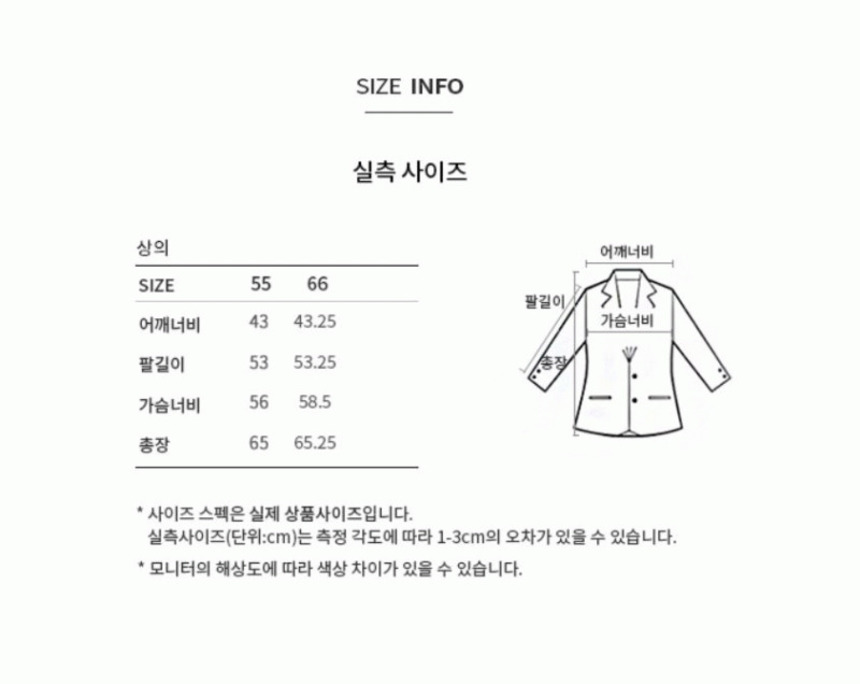 SIZE INFO
실측 사이즈
상의
SIZE 55 66
어깨너비 43 43.25
팔길이 53 53.25
가슴너비 56 58.5
총장 65 65.25
어깨너비
팔길이
가슴너비
총장
* 사이즈 스펙은 실제 상품사이즈입니다.
실측사이즈(단위:cm)는 측정 각도에 따라 1-3cm의 오차가 있을 수 있습니다.
* 모니터의 해상도에 따라 색상 차이가 있을 수 있습니다.